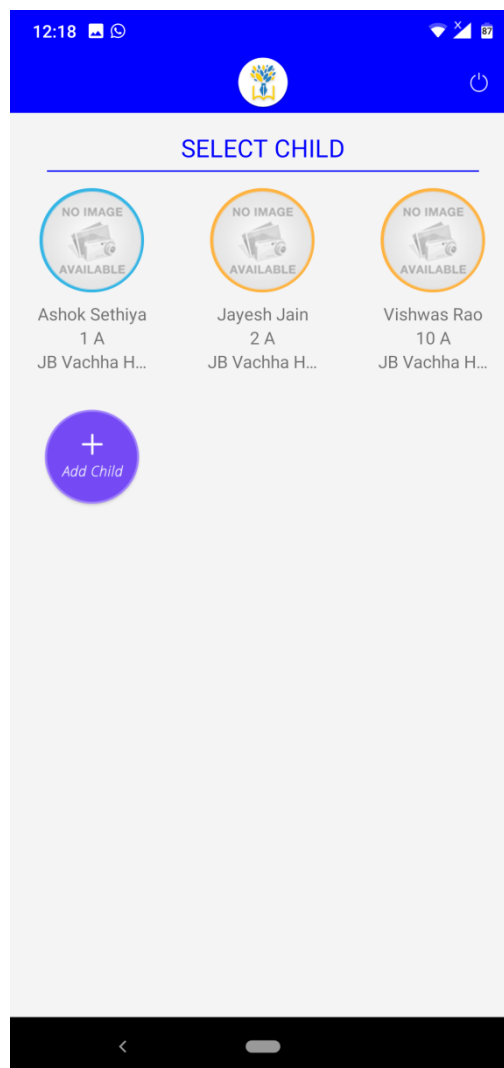 12:18
87
SELECT CHILD
NO IMAGE
AVAILABLE
NO IMAGE
AVAILABLE
NO IMAGE
AVAILABLE
Ashok Sethiya
1 A
JB Vachha H...
Jayesh Jain
2 A
JB Vachha H...
Vishwas Rao
10 A
JB Vachha H...
Add Child